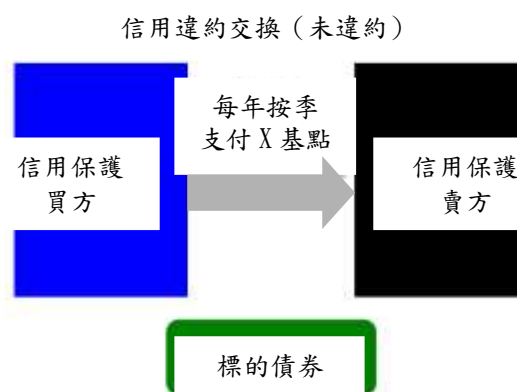 信用違約交換（未違約）
每年按季
支付 X 基點
信用保護
買方
信用保護
賣方
標的債券